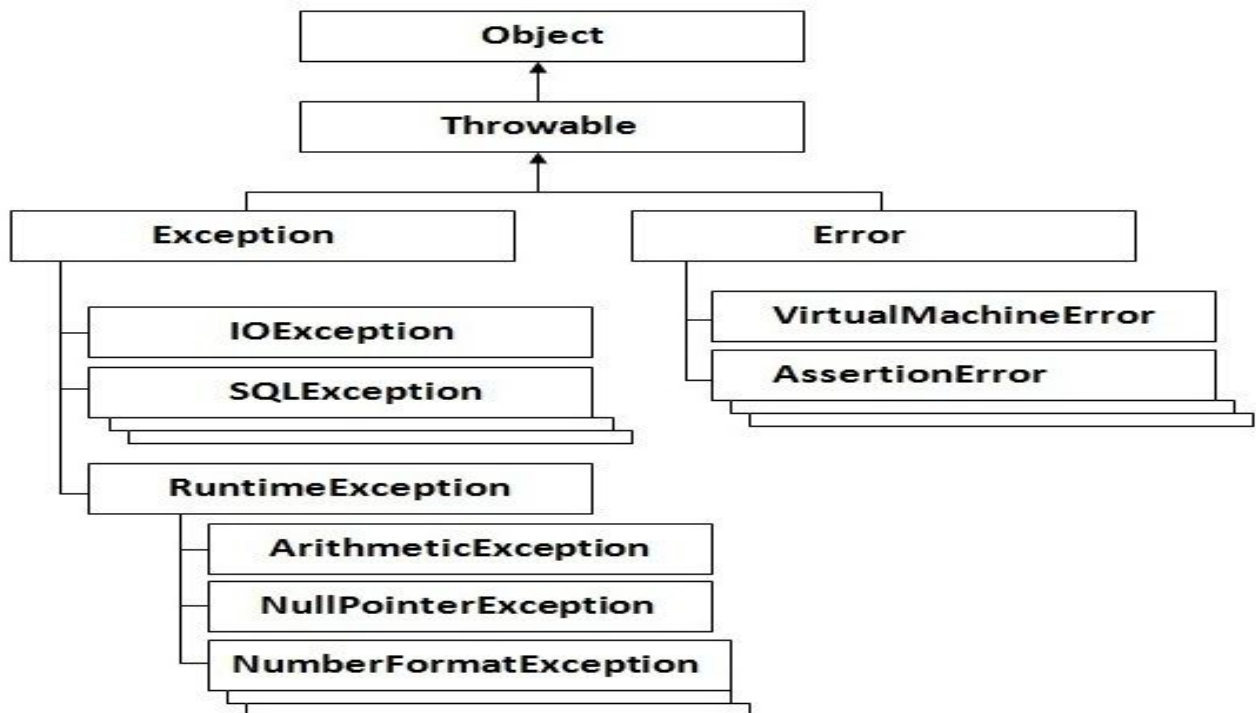 Object
Throwable
Exception
Error
IOException
SQLException
RuntimeException
ArithmeticException
NullPointerException
NumberFormatException
VirtualMachineError
AssertionError